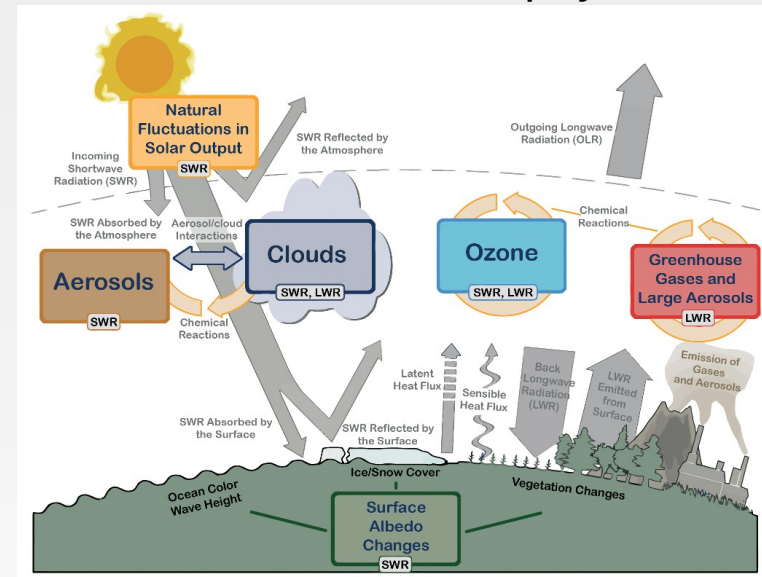 Natural
Fluctuations in
Solar Output
SWR
Incoming
Shortwave
Radiation (SWR)
SWR Reflected by
the Atmosphere
Outgoing Longwave
Radiation (OLR)
SWR Absorbed by
the Atmosphere
Aerosol/cloud
Interactions
Chemical
Reactions
Aerosols
SWR
Clouds
SWR, LWR
Ozone
SWR, LWR
Greenhouse
Gases and
Large Aerosols
LWR
Chemical
Reactions
Latent
Heat Flux
Sensible
Heat Flux
Back
Longwave
Radiation
(LWR)
LWR
Emitted
from
Surface
Emission of
Gases
and Aerosols
SWR Absorbed by
the Surface
SWR Reflected by
the Surface
Ice/Snow Cover
Ocean Color
Wave Height
Vegetation Changes
Surface
Albedo
Changes
SWR